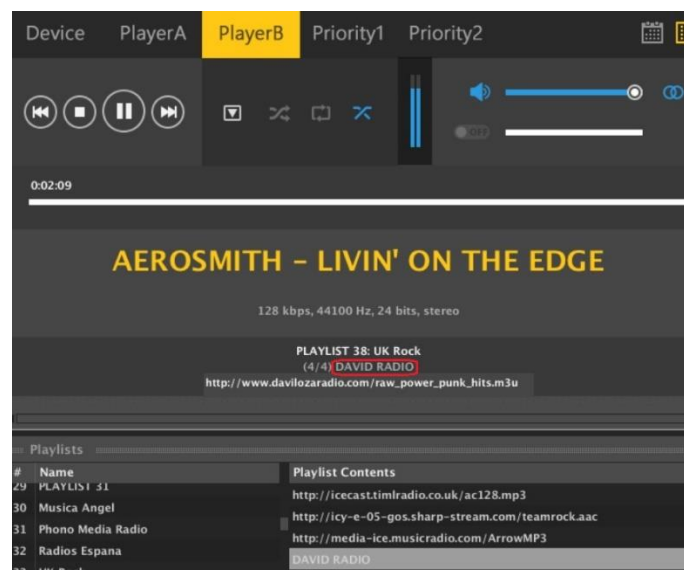 Device PlayerA PlayerB Priority1 Priority2
OFF
0:02:09
AEROSMITH – LIVIN' ON THE EDGE
128 kbps, 44100 Hz, 24 bits, stereo
PLAYLIST 38: UK Rock
(4/4) DAVID RADIO
http://www.davilozaradio.com/raw_power_punk_hits.m3u
Playlists
# Name Playlist Contents
29 PLAYLIST 31
http://icecast.timlradio.co.uk/ac128.mp3
30 Musica Angel
http://icy-e-05-gos.sharp-stream.com/teamrock.aac
31 Phono Media Radio
http://media-ice.musicradio.com/ArrowMP3
32 Radios Espana
DAVID RADIO